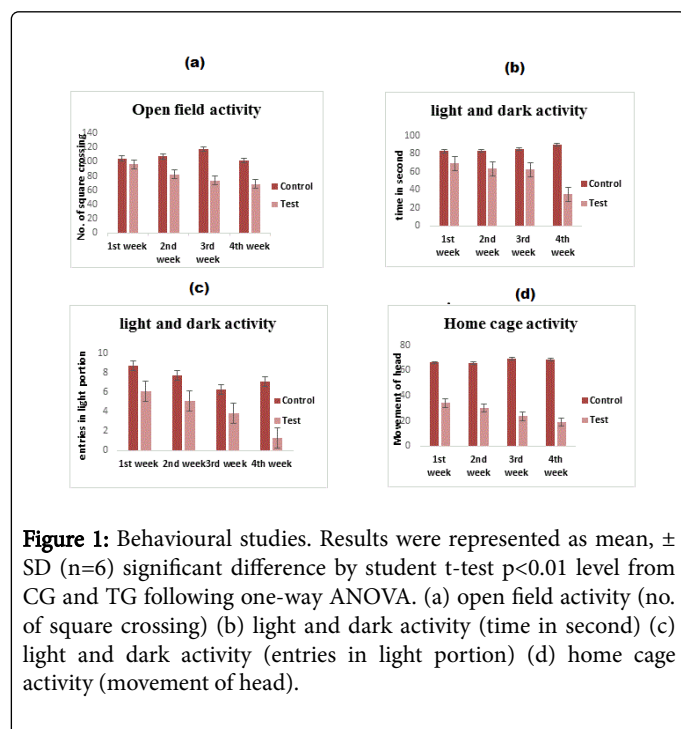 (a)
Open field activity
No. of square crossing.
140
120
100
80
60
40
20
0
1st week 2nd week 3rd week 4th week
Control
Test
(b)
light and dark activity
time in second
100
80
60
40
20
0
1st week 2nd week 3rd week 4th week
Control
Test
(c)
light and dark activity
entries in light portion
10
8
6
4
2
0
1st week 2nd week 3rd week 4th week
Control
Test
(d)
Home cage activity
Movement of head
80
60
40
20
0
1st week 2nd week 3rd week 4th week
Control
Test
Figure 1: Behavioural studies. Results were represented as mean, ±
SD (n=6) significant difference by student t-test p<0.01 level from
CG and TG following one-way ANOVA. (a) open field activity (no.
of square crossing) (b) light and dark activity (time in second) (c)
light and dark activity (entries in light portion) (d) home cage
activity (movement of head).